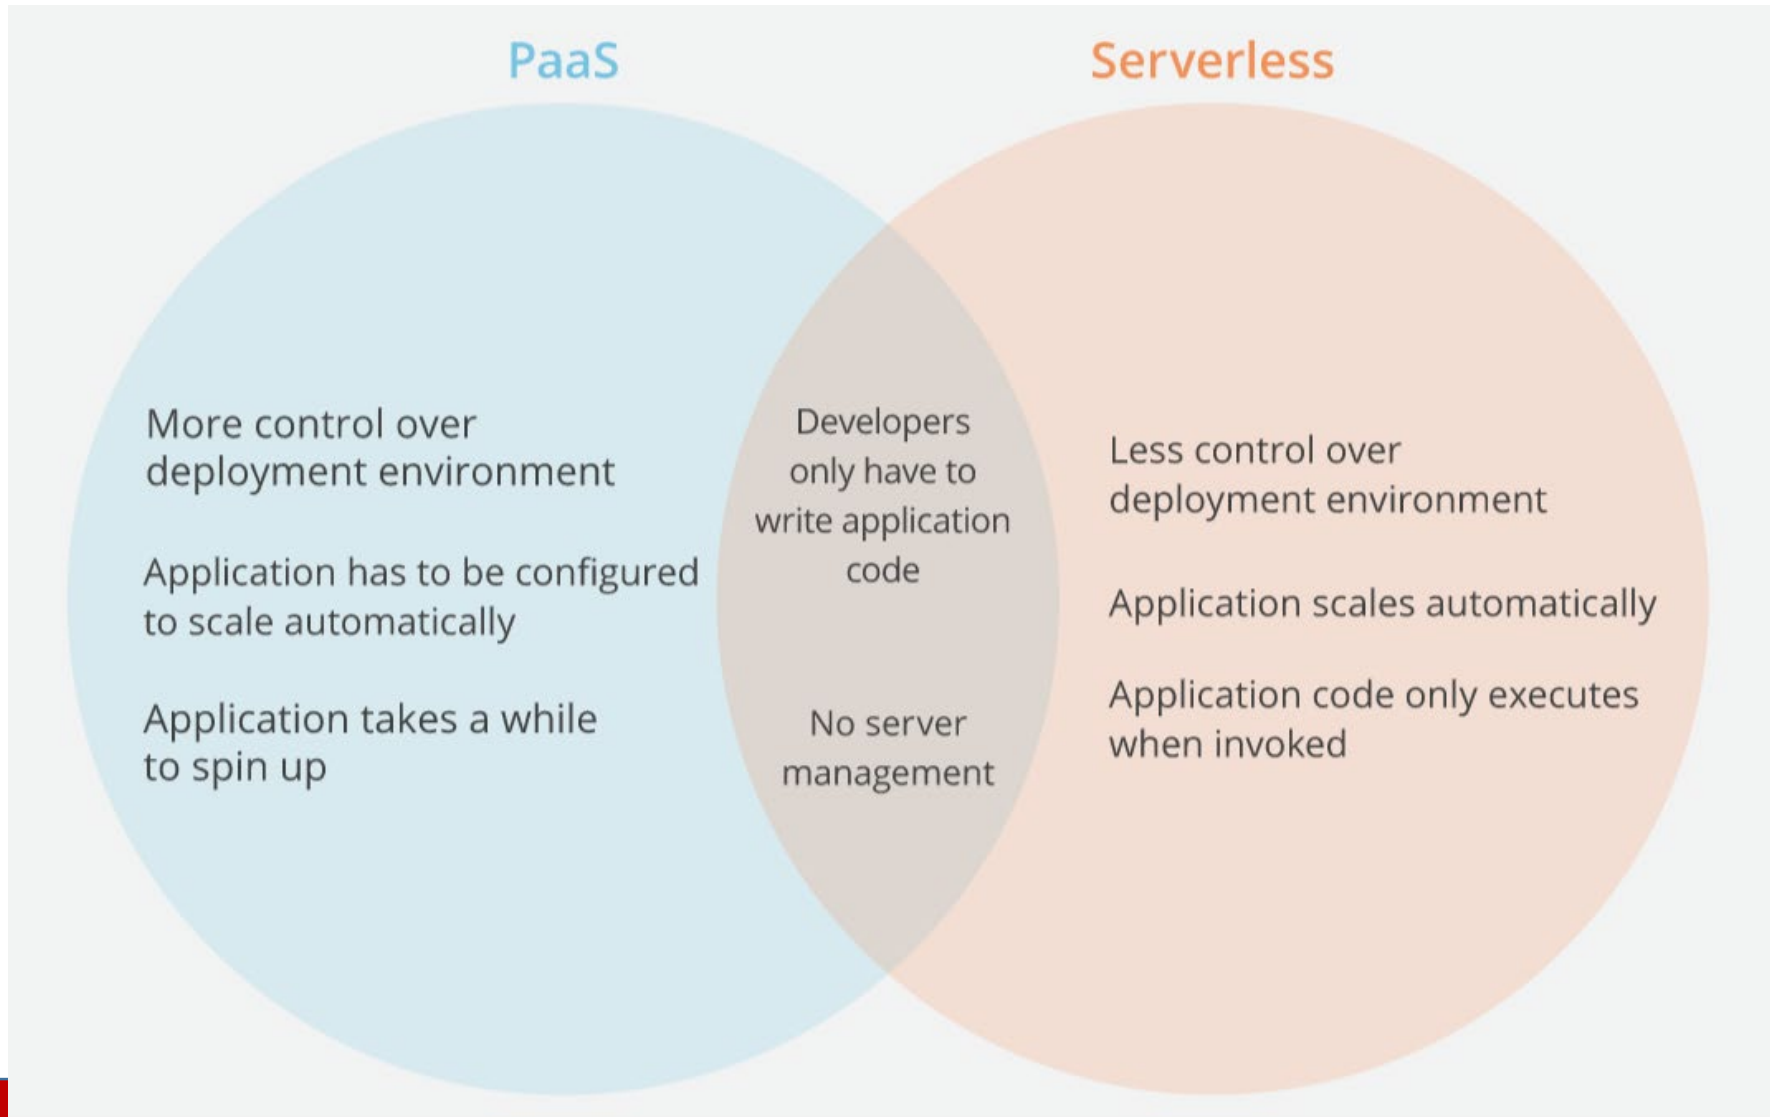 PaaS
Serverless
More control over
deployment environment
Application has to be configured
to scale automatically
Application takes a while
to spin up
Developers
only have to
write application
code
No server
management
Less control over
deployment environment
Application scales automatically
Application code only executes
when invoked